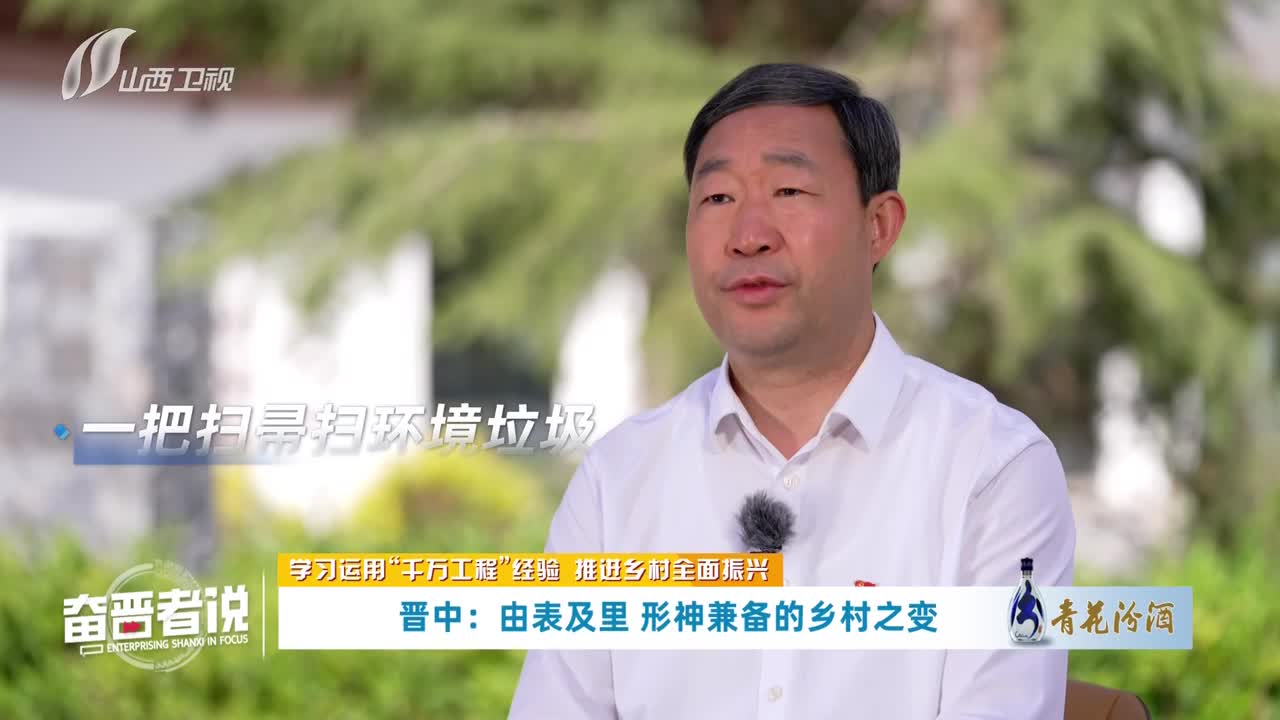 山西卫视
一把扫帚扫环境垃圾
学习运用“千万工程”经验 推进乡村全面振兴
奋晋者说
ENTERPRISING SHANXI IN FOCUS
晋中：由表及里 形神兼备的乡村之变
青花汾酒